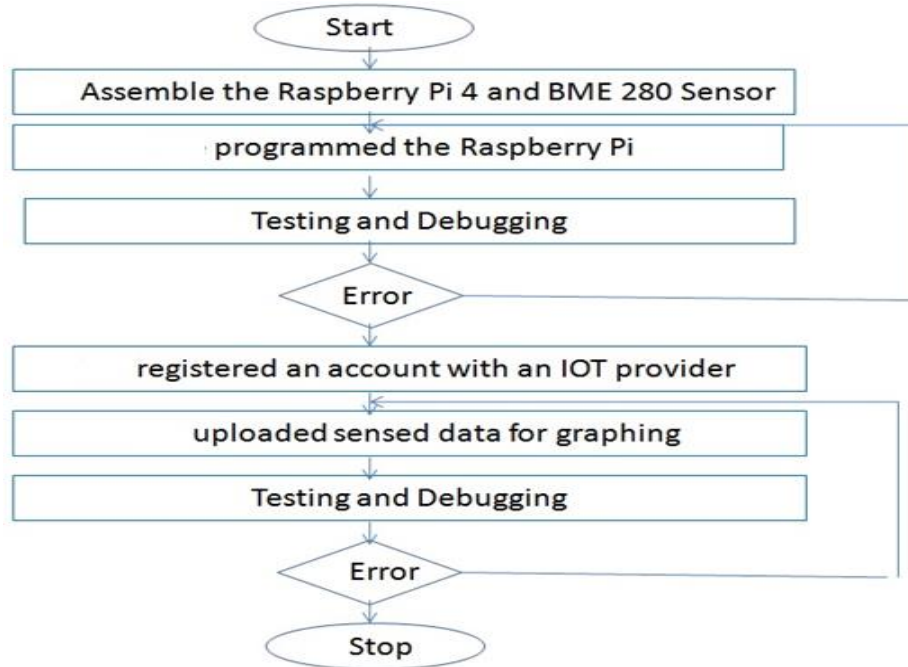 Start
Assemble the Raspberry Pi 4 and BME 280 Sensor
programmed the Raspberry Pi
Testing and Debugging
Error
registered an account with an IOT provider
uploaded sensed data for graphing
Testing and Debugging
Error
Stop